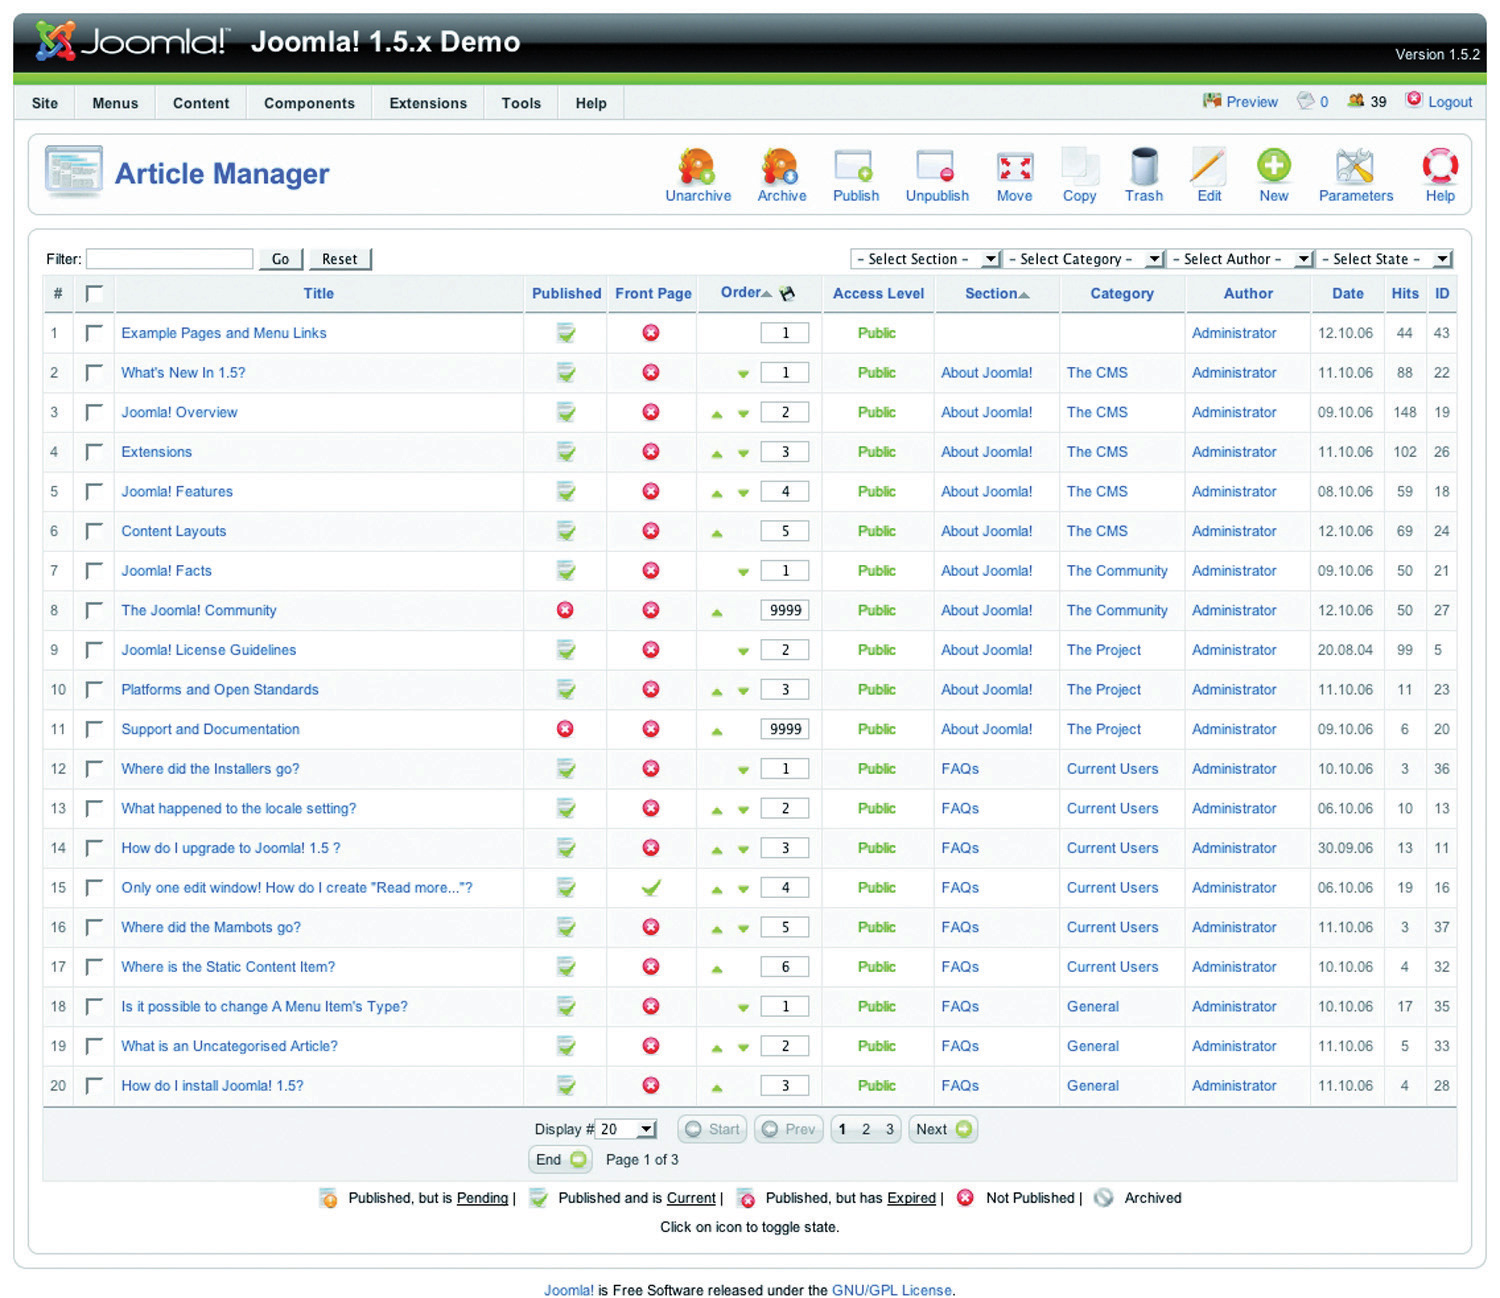 Joomla!™ Joomla! 1.5.x Demo
Version 1.5.2
Site Menus Content Components Extensions Tools Help Preview 0 39 Logout
Article Manager
Unarchive Archive Publish Unpublish Move Copy Trash Edit New Parameters Help
Filter: Go Reset - Select Section - - Select Category - - Select Author - - Select State -
# Title Published Front Page Order Access Level Section Category Author Date Hits ID
1 Example Pages and Menu Links 1 Public Administrator 12.10.06 44 43
2 What's New In 1.5? 1 Public About Joomla! The CMS Administrator 11.10.06 88 22
3 Joomla! Overview 2 Public About Joomla! The CMS Administrator 09.10.06 148 19
4 Extensions 3 Public About Joomla! The CMS Administrator 11.10.06 102 26
5 Joomla! Features 4 Public About Joomla! The CMS Administrator 08.10.06 59 18
6 Content Layouts 5 Public About Joomla! The CMS Administrator 12.10.06 69 24
7 Joomla! Facts 1 Public About Joomla! The Community Administrator 09.10.06 50 21
8 The Joomla! Community 9999 Public About Joomla! The Community Administrator 12.10.06 50 27
9 Joomla! License Guidelines 2 Public About Joomla! The Project Administrator 20.08.04 99 5
10 Platforms and Open Standards 3 Public About Joomla! The Project Administrator 11.10.06 11 23
11 Support and Documentation 9999 Public About Joomla! The Project Administrator 09.10.06 6 20
12 Where did the Installers go? 1 Public FAQs Current Users Administrator 10.10.06 3 36
13 What happened to the locale setting? 2 Public FAQs Current Users Administrator 06.10.06 10 13
14 How do I upgrade to Joomla! 1.5 ? 3 Public FAQs Current Users Administrator 30.09.06 13 11
15 Only one edit window! How do I create "Read more..."? 4 Public FAQs Current Users Administrator 06.10.06 19 16
16 Where did the Mambots go? 5 Public FAQs Current Users Administrator 11.10.06 3 37
17 Where is the Static Content Item? 6 Public FAQs Current Users Administrator 10.10.06 4 32
18 Is it possible to change A Menu Item's Type? 1 Public FAQs General Administrator 10.10.06 17 35
19 What is an Uncategorised Article? 2 Public FAQs General Administrator 11.10.06 5 33
20 How do I install Joomla! 1.5? 3 Public FAQs General Administrator 11.10.06 4 28
Display # 20 Start Prev 1 2 3 Next
End Page 1 of 3
Published, but is Pending | Published and is Current | Published, but has Expired | Not Published | Archived
Click on icon to toggle state.
Joomla! is Free Software released under the GNU/GPL License.